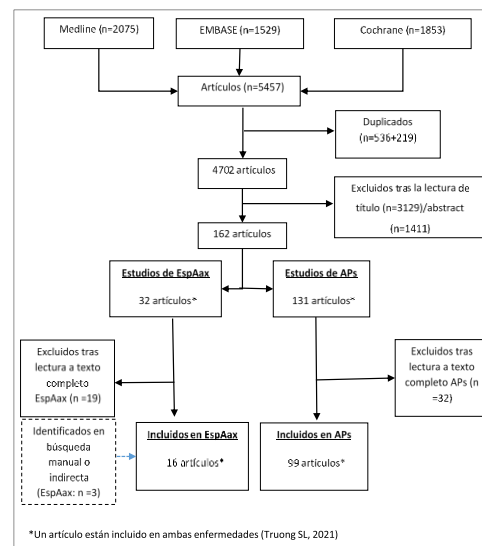 Medline (n=2075)
EMBASE (n=1529)
Cochrane (n=1853)
Artículos (n=5457)
Duplicados
(n=536+219)
4702 artículos
Excluidos tras la lectura de
título (n=3129)/abstract
(n=1411)
162 artículos
Estudios de EspAax
32 artículos*
Estudios de APs
131 artículos*
Excluidos tras
lectura a texto
completo
EspAax (n =19)
Excluidos tras
lectura a texto
completo APs (n
=32)
Identificados en
búsqueda
manual o
indirecta
(EspAax: n =3)
Incluidos en EspAax
16 artículos*
Incluidos en APs
99 artículos*
*Un artículo están incluido en ambas enfermedades (Truong SL, 2021)